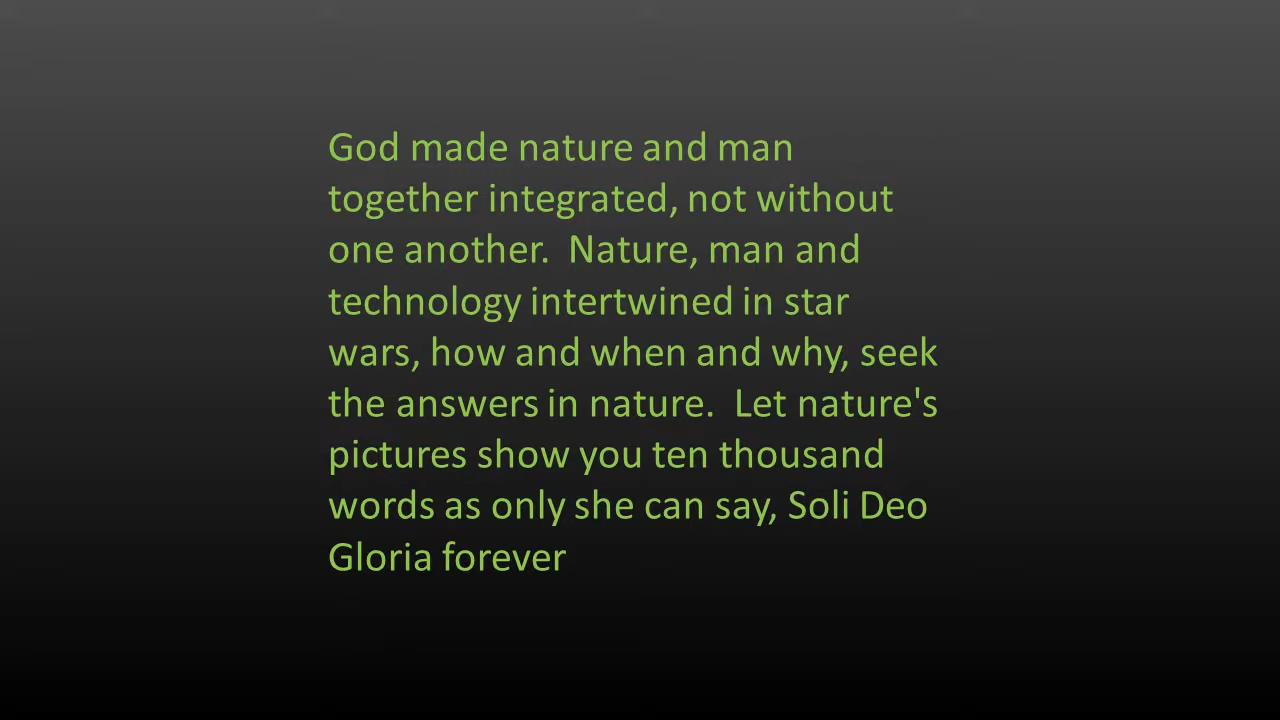 God made nature and man
together integrated, not without
one another.  Nature, man and
technology intertwined in star
wars, how and when and why, seek
the answers in nature.  Let nature's
pictures show you ten thousand
words as only she can say, Soli Deo
Gloria forever